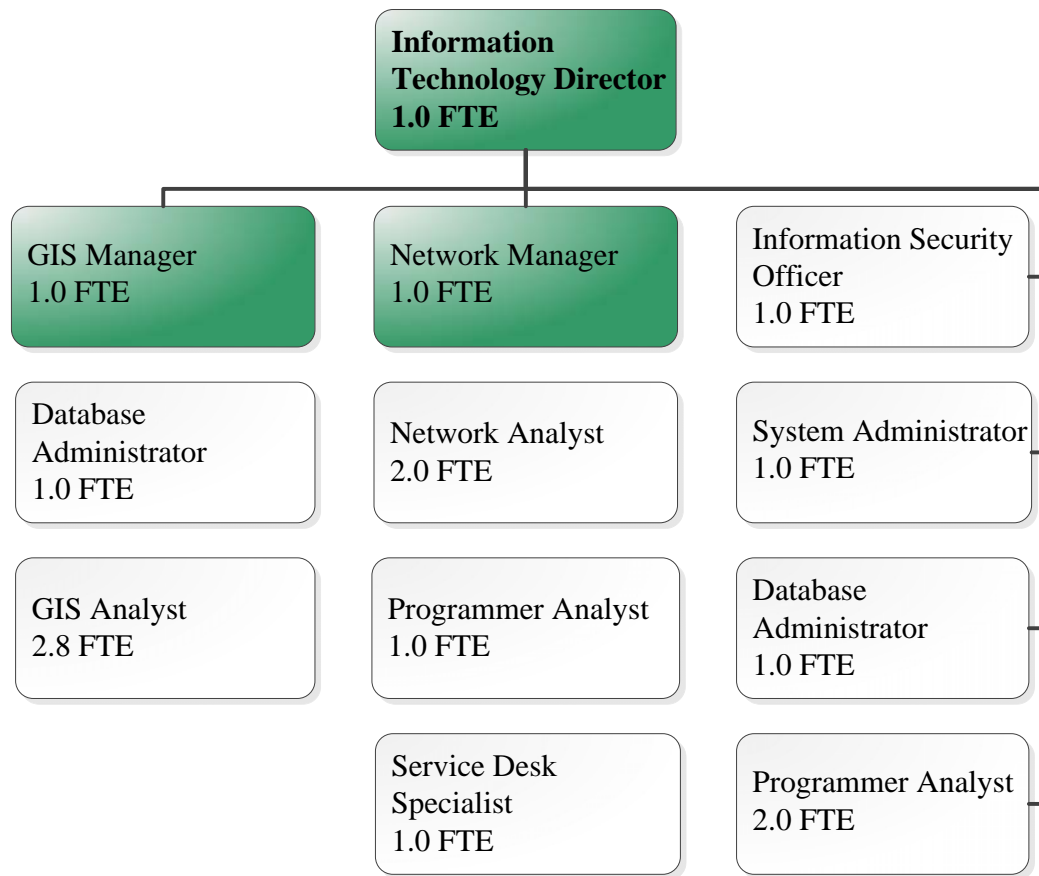 Information
Technology Director
1.0 FTE
GIS Manager
1.0 FTE
Network Manager
1.0 FTE
Information Security
Officer
1.0 FTE
Database
Administrator
1.0 FTE
Network Analyst
2.0 FTE
System Administrator
1.0 FTE
GIS Analyst
2.8 FTE
Programmer Analyst
1.0 FTE
Database
Administrator
1.0 FTE
Service Desk
Specialist
1.0 FTE
Programmer Analyst
2.0 FTE